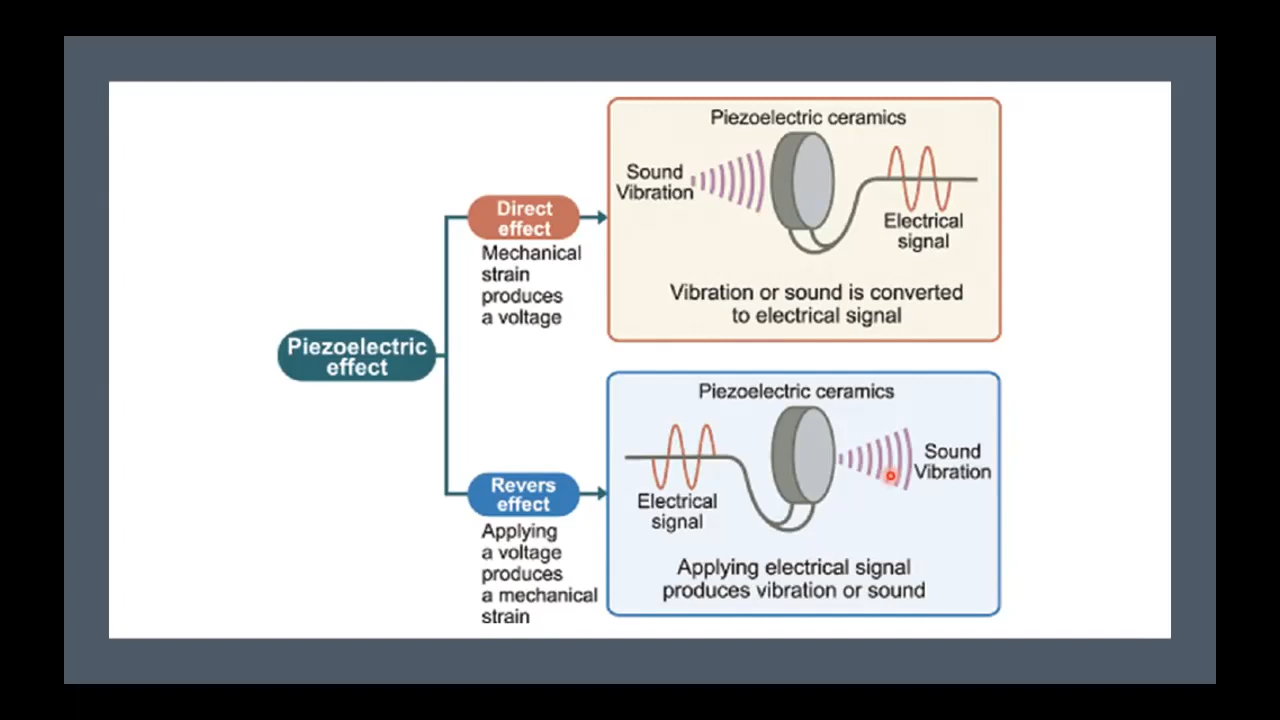 Piezoelectric
effect
Direct
effect
Mechanical
strain
produces
a voltage
Piezoelectric ceramics
Sound
Vibration
Electrical
signal
Vibration or sound is converted
to electrical signal
Revers
effect
Applying
a voltage
produces
a mechanical
strain
Piezoelectric ceramics
Electrical
signal
Sound
Vibration
Applying electrical signal
produces vibration or sound